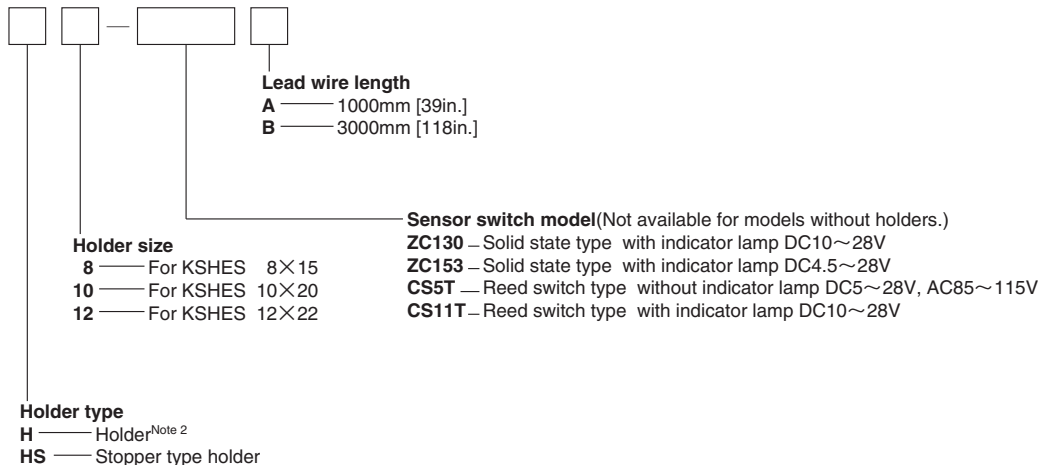 Lead wire length
A 1000mm [39in.]
B 3000mm [118in.]
Sensor switch model(Not available for models without holders.)
ZC130 – Solid state type with indicator lamp DC10～28V
ZC153 – Solid state type with indicator lamp DC4.5～28V
CS5T — Reed switch type without indicator lamp DC5～28V, AC85～115V
CS11T – Reed switch type with indicator lamp DC10～28V
Holder size
8 — For KSHES 8×15
10 — For KSHES 10×20
12 — For KSHES 12×22
Holder type
H — Holder Note 2
HS — Stopper type holder